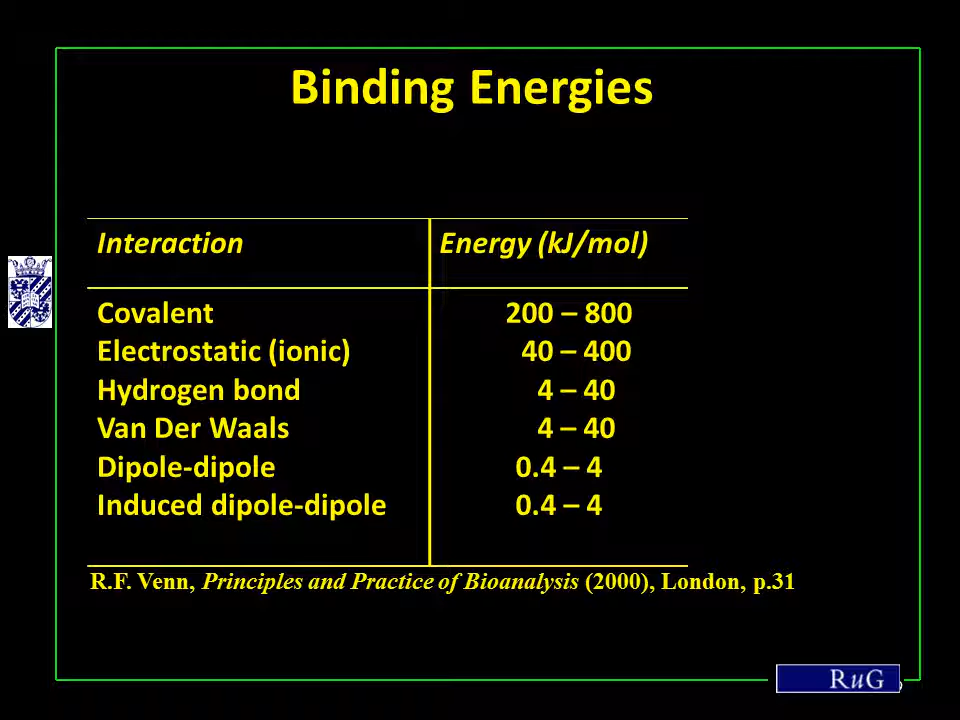 Binding Energies
Interaction Energy (kJ/mol)
Covalent 200 – 800
Electrostatic (ionic) 40 – 400
Hydrogen bond 4 – 40
Van Der Waals 4 – 40
Dipole-dipole 0.4 – 4
Induced dipole-dipole 0.4 – 4
R.F. Venn, Principles and Practice of Bioanalysis (2000), London, p.31
RuG